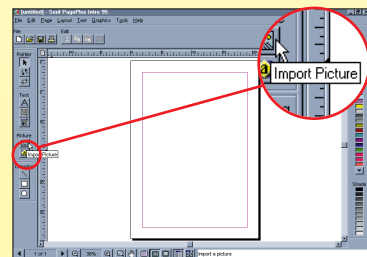 [untitled] - Serif PagePlus Intro 95
File Edit Page Layout Text Graphics Tools Help
File
Edit
Pointer
Text
A
Picture
Import Picture
Import Picture
Shade
1 of 1
36%
Import a picture